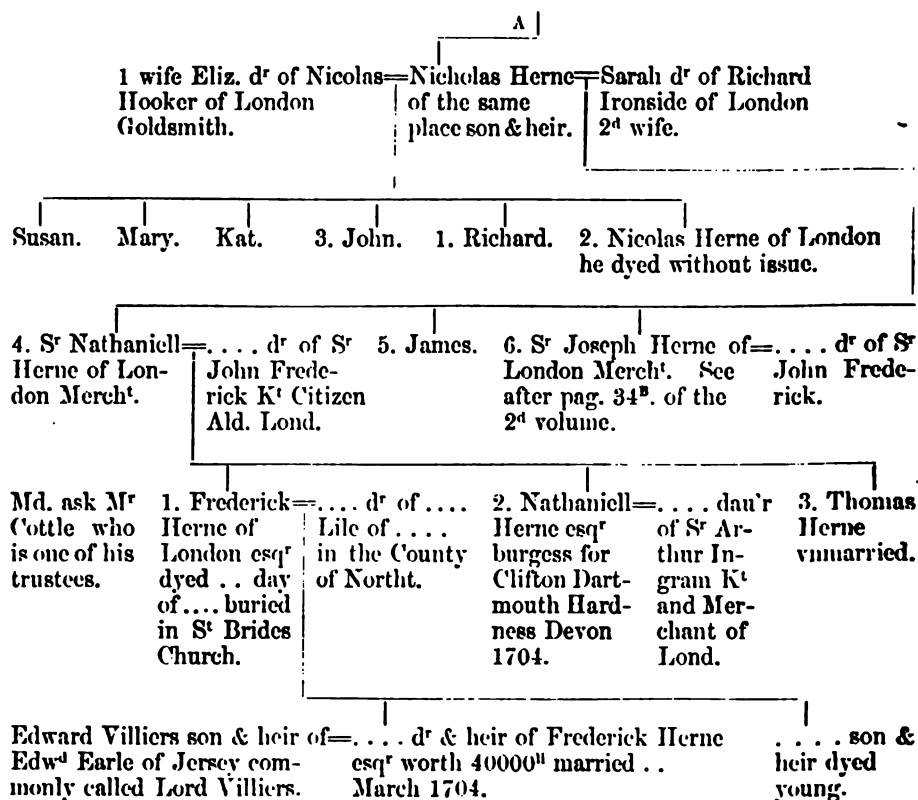 A
1 wife Eliz. dʳ of Nicolas=Nicholas Herne=Sarah dʳ of Richard
Hooker of London of the same Ironside of London
Goldsmith. place son & heir. 2ᵈ wife.
Susan. Mary. Kat. 3. John. 1. Richard. 2. Nicolas Herne of London
he dyed without issue.
4. Sʳ Nathaniell=.... dʳ of Sʳ 5. James. 6. Sʳ Joseph Herne of=.... dʳ of Sʳ
Herne of Lon- John Frede- London Merchᵗ. See John Frede-
don Merchᵗ. rick Kᵗ Citizen after pag. 34ᴮ. of the rick.
Ald. Lond. 2ᵈ volume.
Md. ask Mʳ 1. Frederick=.... dʳ of .... 2. Nathaniell=.... dau'r 3. Thomas
Cottle who Herne of Lile of .... Herne esqʳ of Sʳ Ar- Herne
is one of his London esqʳ in the County burgess for thur In- vnmarried.
trustees. dyed .. day of Northt. Clifton Dart- gram Kᵗ
of .... buried mouth Hard- and Mer-
in Sᵗ Brides ness Devon chant of
Church. 1704. Lond.
Edward Villiers son & heir of=.... dʳ & heir of Frederick Herne .... son &
Edwᵈ Earle of Jersey com- esqʳ worth 40000ˡˡ married .. heir dyed
monly called Lord Villiers. March 1704. young.